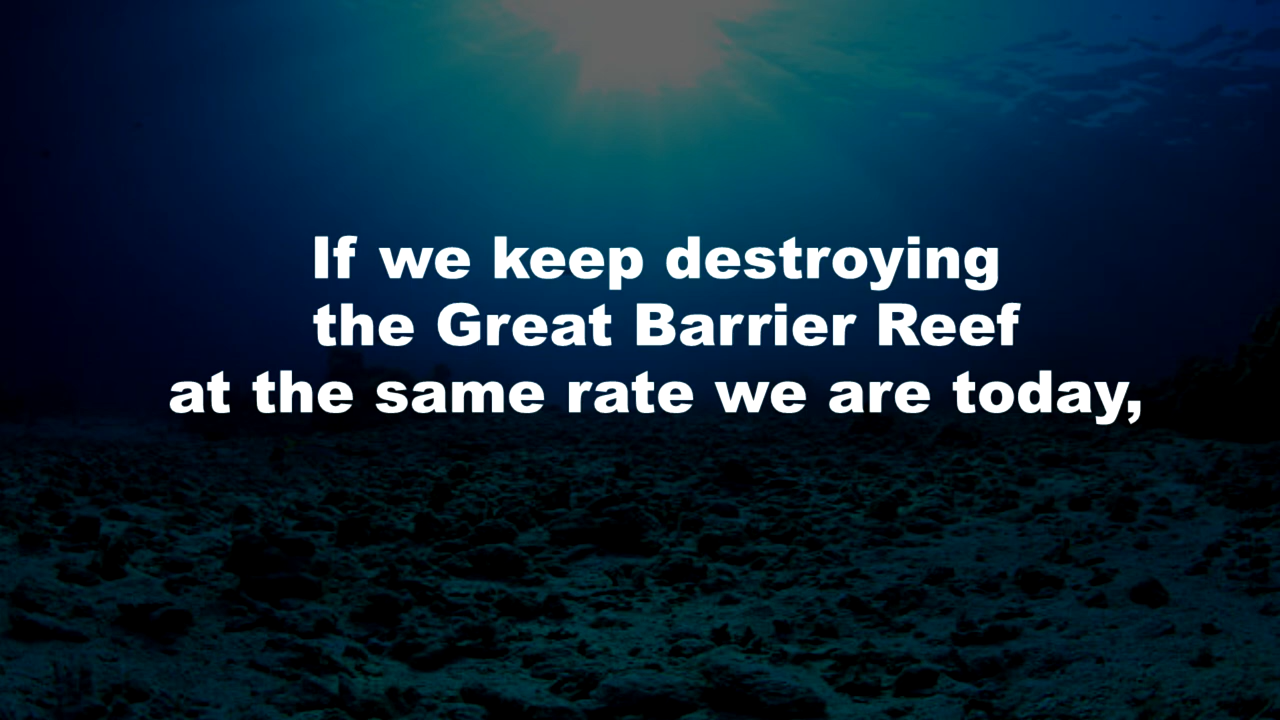 If we keep destroying
the Great Barrier Reef
at the same rate we are today,